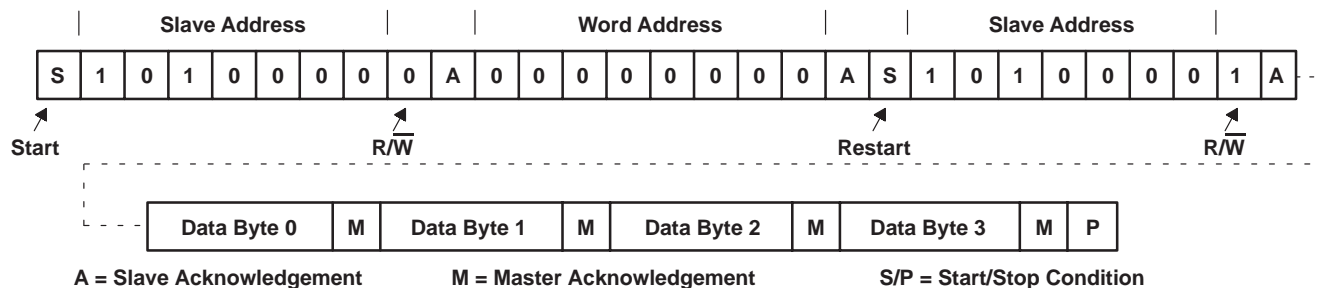 Slave Address Word Address Slave Address
S 1 0 1 0 0 0 0 0 A 0 0 0 0 0 0 0 0 A S 1 0 1 0 0 0 0 1 A
Start R/W̅ Restart R/W̅
Data Byte 0 M Data Byte 1 M Data Byte 2 M Data Byte 3 M P
A = Slave Acknowledgement M = Master Acknowledgement S/P = Start/Stop Condition